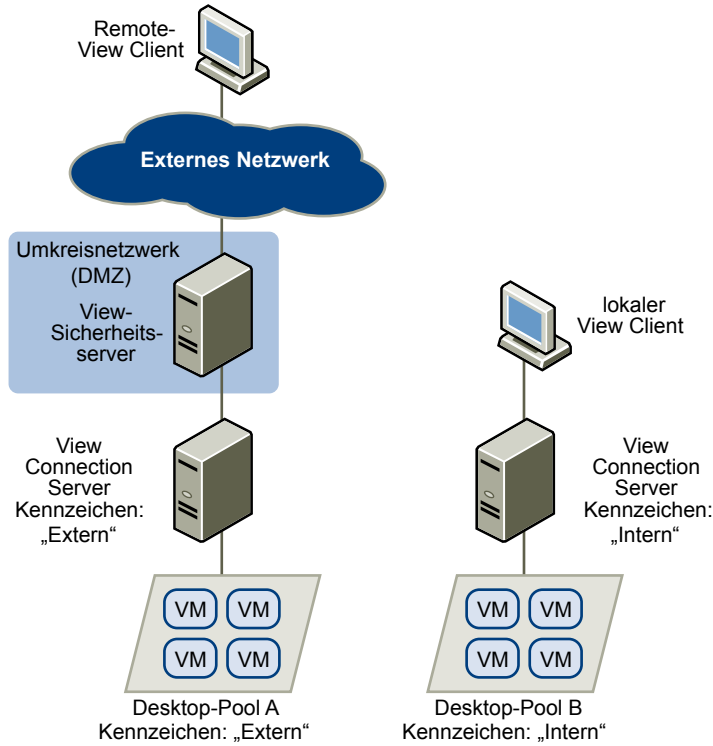 Remote-
View Client
Externes Netzwerk
Umkreisnetzwerk
(DMZ)
View-
Sicherheits-
server
lokaler
View Client
View
Connection
Server
Kennzeichen:
„Extern“
View
Connection
Server
Kennzeichen:
„Intern“
VM VM
VM VM
VM VM
VM VM
Desktop-Pool A
Kennzeichen: „Extern“
Desktop-Pool B
Kennzeichen: „Intern“